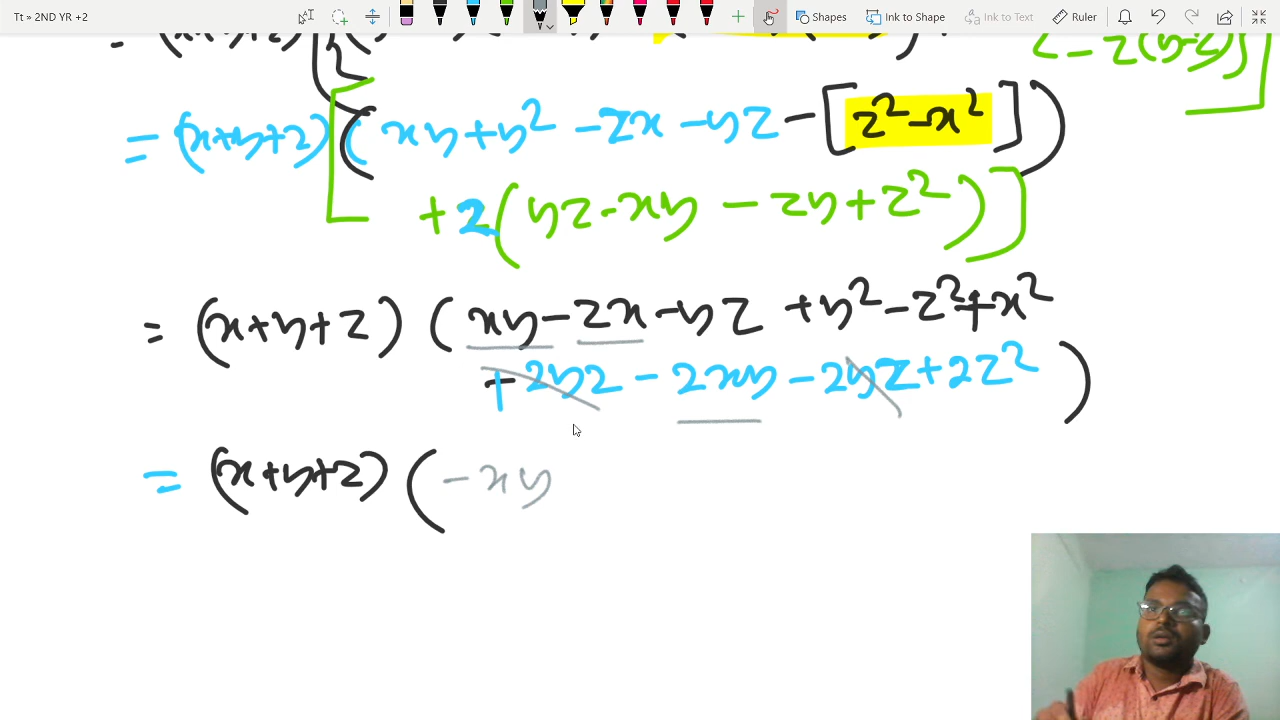 Tt » 2ND YR +2
Shapes
Ink to Shape
Ink to Text
Ruler
z - z(y-z)
= (x+y+z) [ ( xy+y² - zx - yz - [z² - x²] )
+ 2 (yz - xy - zy + z²) ]
= (x+y+z) ( xy - zx - yz + y² - z² + x²
+ 2yz - 2xy - 2yz + 2z² )
= (x+y+z) ( - xy